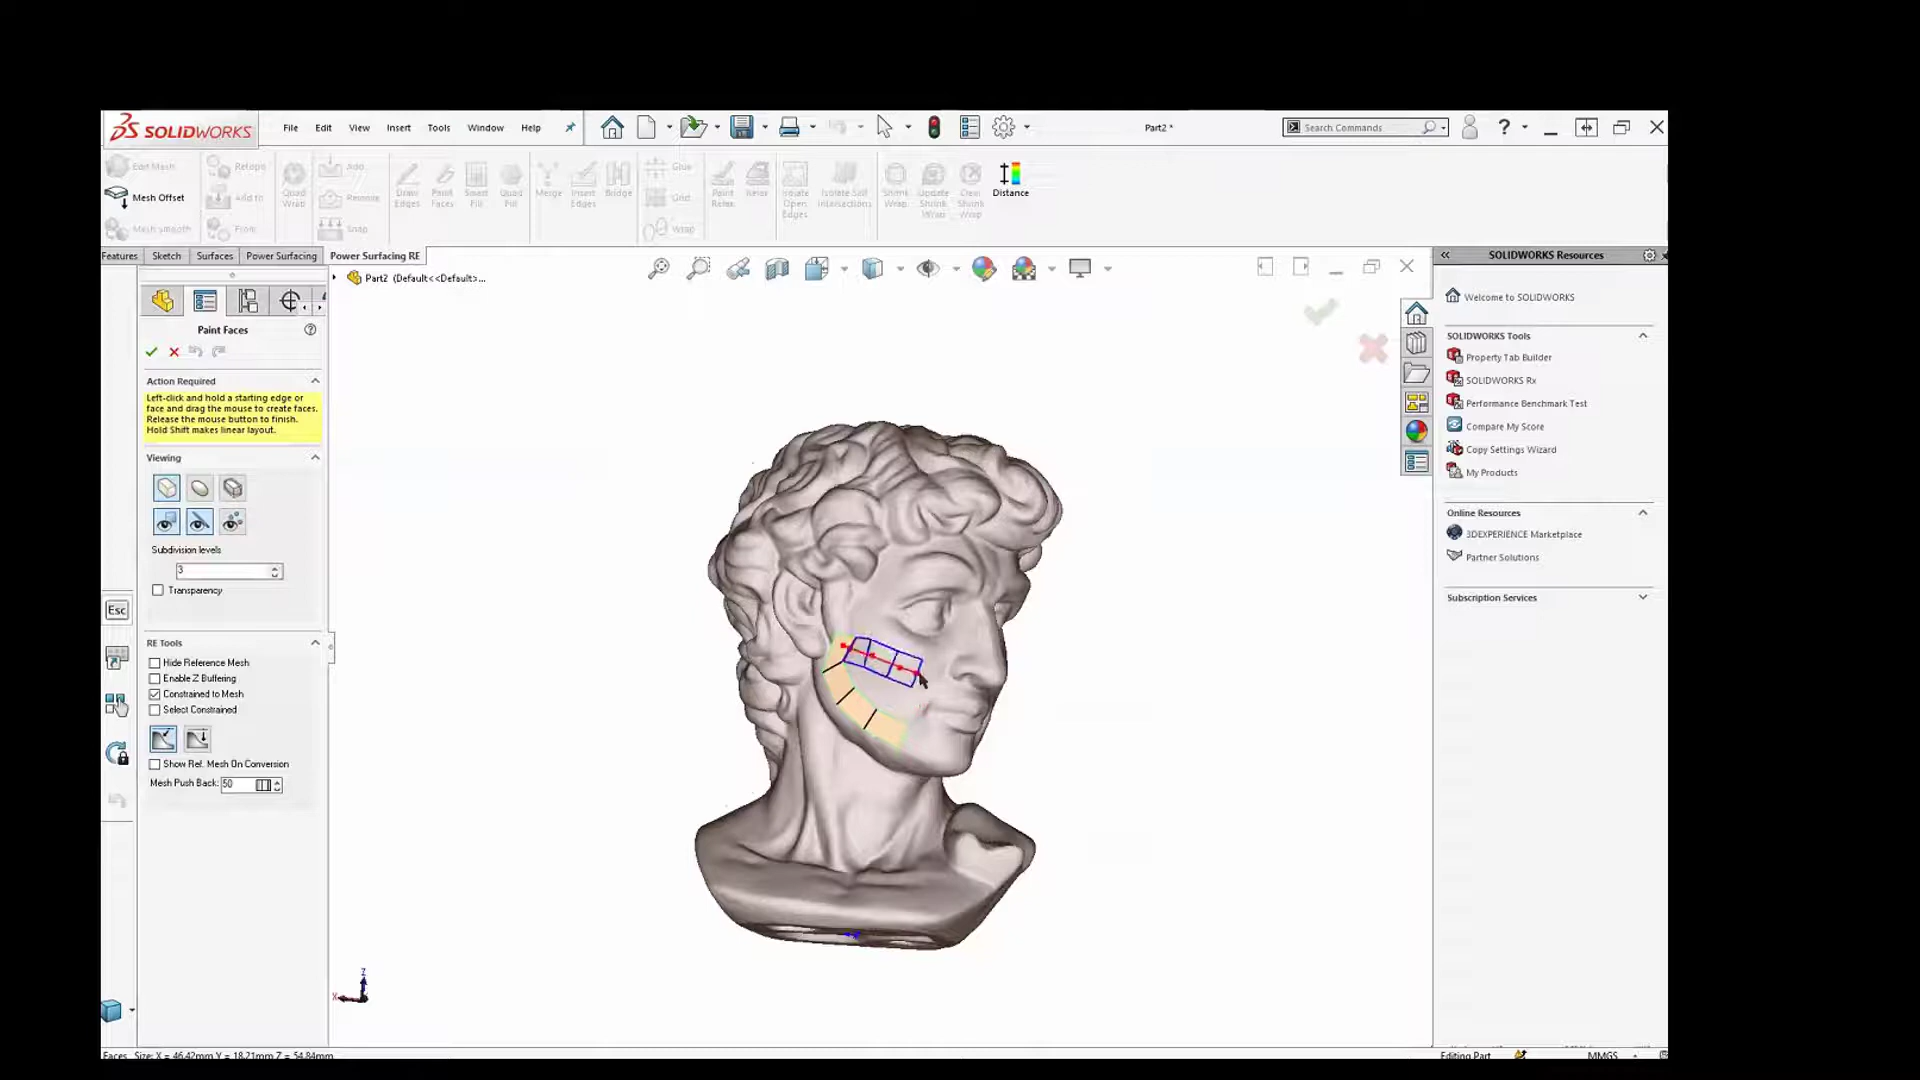 SOLIDWORKS
File Edit View Insert Tools Window Help
Part2 *
Search Commands
Edit Mesh
Mesh Offset
Mesh smooth
Retopo
Add to
From
Quad Wrap
Add
Remove
Snap
Draw Edges
Paint Faces
Smart Fill
Quad Fill
Merge
Insert Edges
Bridge
Glue
Grid
Wrap
Point Relax
Relax
Isolate Open Edges
Isolate Self Intersections
Shrink Wrap
Update Shrink Wrap
Clear Shrink Wrap
Distance
Features Sketch Surfaces Power Surfacing Power Surfacing RE
Part2 (Default<<Default>...
Paint Faces
Action Required
Left-click and hold a starting edge or
face and drag the mouse to create faces.
Release the mouse button to finish.
Hold Shift makes linear layout.
Viewing
Subdivision levels
3
Transparency
Esc
RE Tools
Hide Reference Mesh
Enable Z Buffering
Constrained to Mesh
Select Constrained
Show Ref. Mesh On Conversion
Mesh Push Back: 50
Z
X
SOLIDWORKS Resources
Welcome to SOLIDWORKS
SOLIDWORKS Tools
Property Tab Builder
SOLIDWORKS Rx
Performance Benchmark Test
Compare My Score
Copy Settings Wizard
My Products
Online Resources
3DEXPERIENCE Marketplace
Partner Solutions
Subscription Services
Faces Size: X = 46.42mm Y = 18.21mm Z = 54.84mm
Editing Part
MMGS